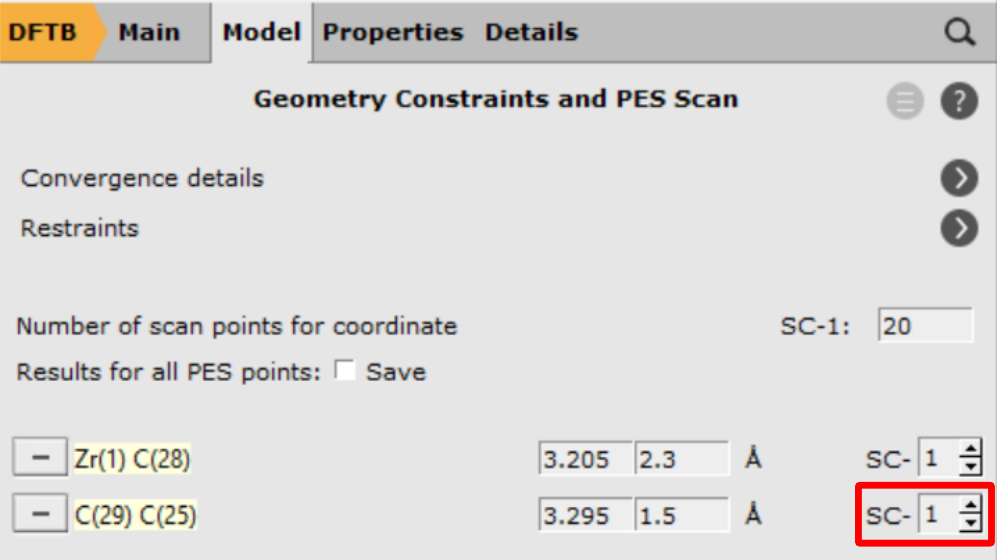 DFTB Main Model Properties Details
Geometry Constraints and PES Scan
?
Convergence details
Restraints
Number of scan points for coordinate SC-1: 20
Results for all PES points: Save
− Zr(1) C(28) 3.205 2.3 Å SC- 1
− C(29) C(25) 3.295 1.5 Å SC- 1